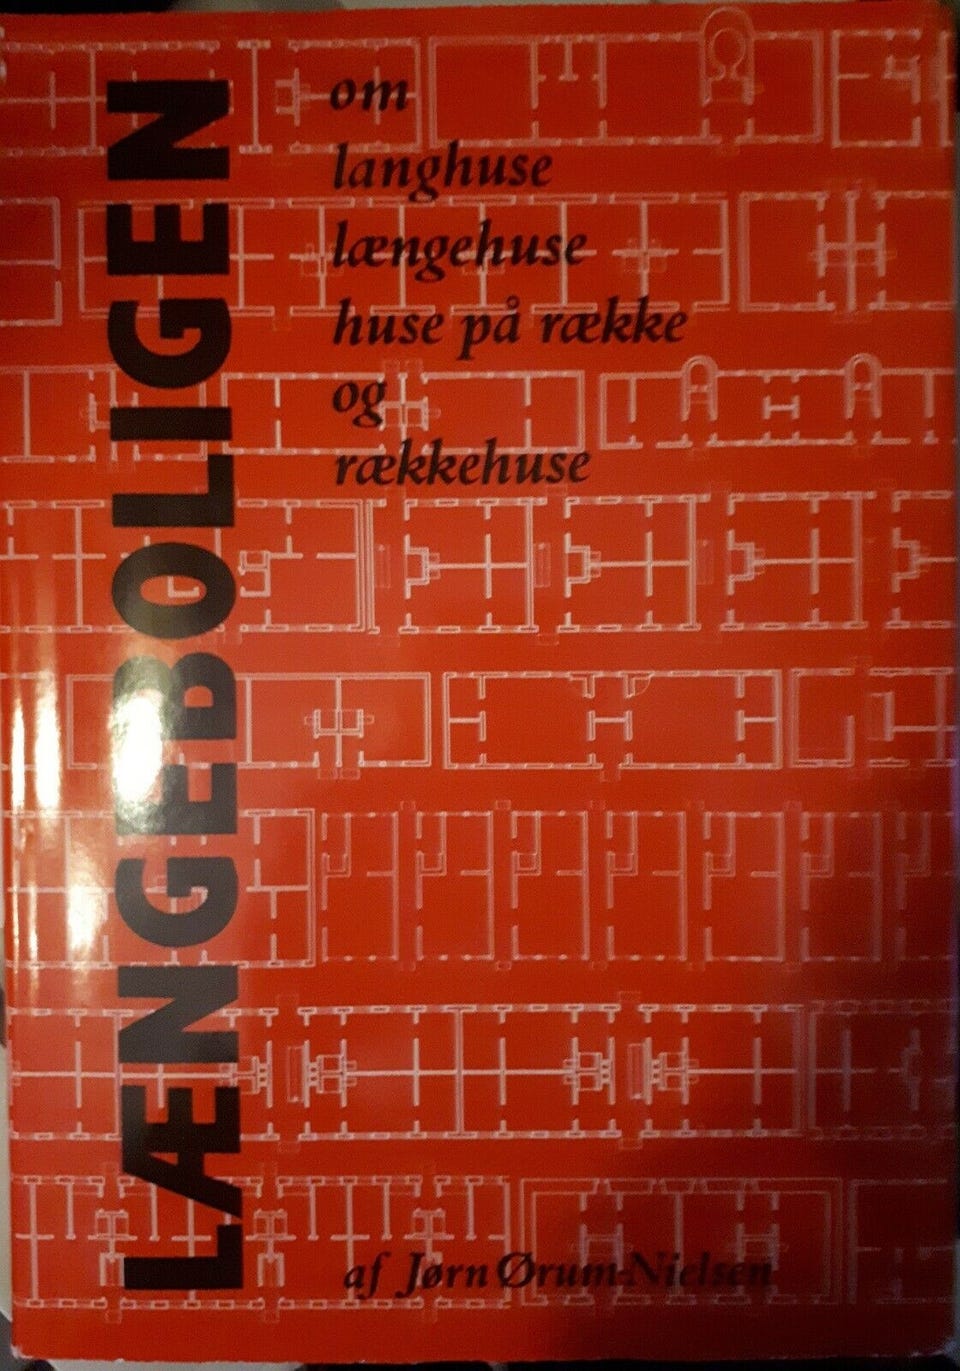 LÆNGEBOLIGEN
om
langhuse
længehuse
huse på række
og
rækkehuse
af Jørn Ørum-Nielsen